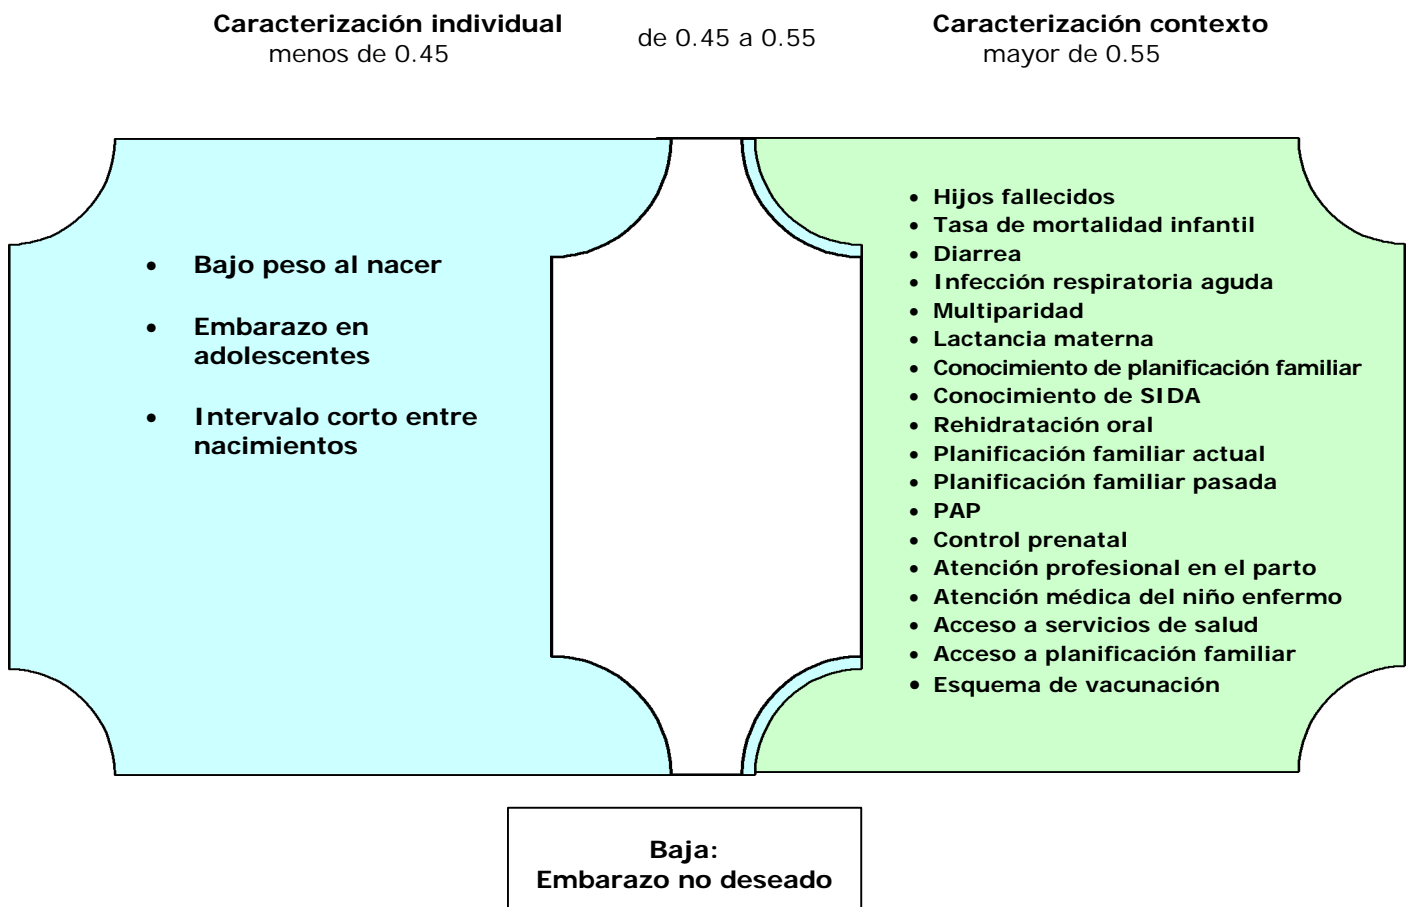 Caracterización individual
menos de 0.45
de 0.45 a 0.55
Caracterización contexto
mayor de 0.55
• Bajo peso al nacer
• Embarazo en
adolescentes
• Intervalo corto entre
nacimientos
• Hijos fallecidos
• Tasa de mortalidad infantil
• Diarrea
• Infección respiratoria aguda
• Multiparidad
• Lactancia materna
• Conocimiento de planificación familiar
• Conocimiento de SIDA
• Rehidratación oral
• Planificación familiar actual
• Planificación familiar pasada
• PAP
• Control prenatal
• Atención profesional en el parto
• Atención médica del niño enfermo
• Acceso a servicios de salud
• Acceso a planificación familiar
• Esquema de vacunación
Baja:
Embarazo no deseado